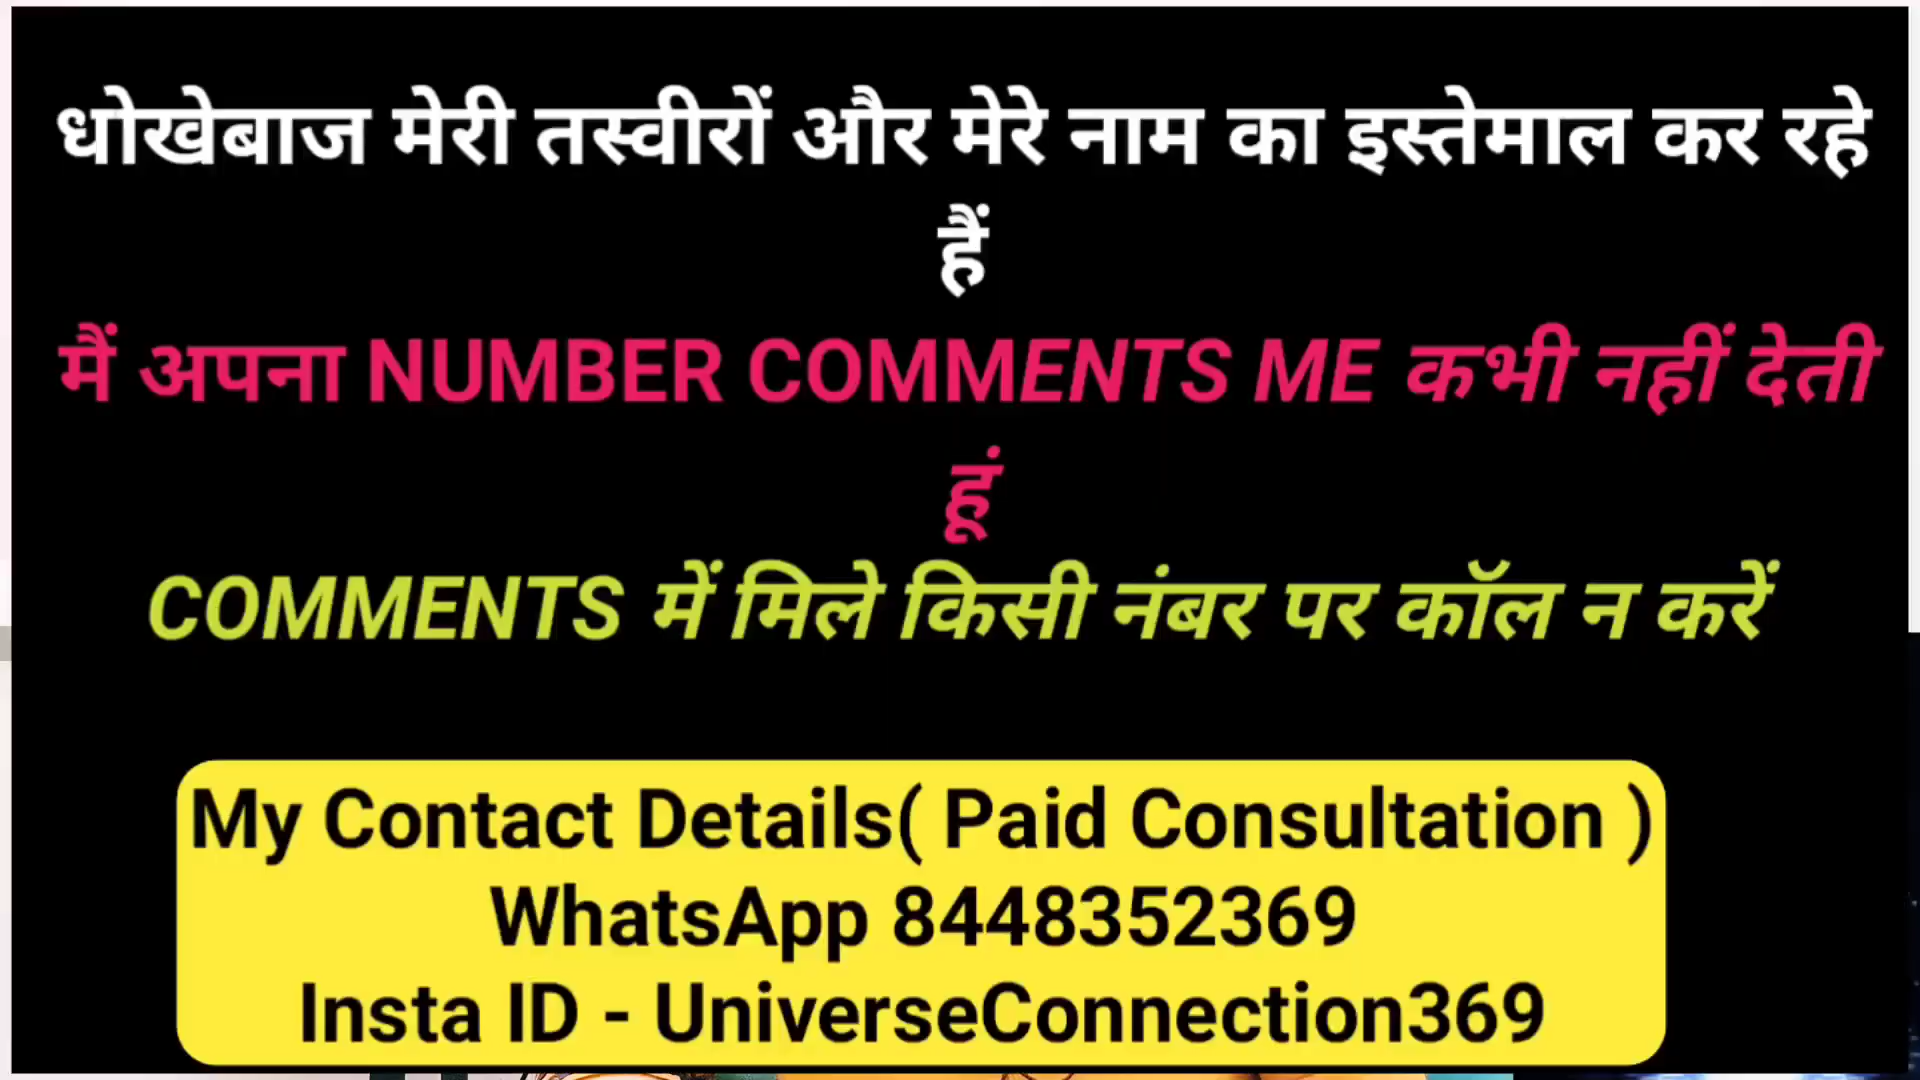 धोखेबाज मेरी तस्वीरों और मेरे नाम का इस्तेमाल कर रहे
हैं
मैं अपना NUMBER COMMENTS ME कभी नहीं देती
हूं
COMMENTS में मिले किसी नंबर पर कॉल न करें
My Contact Details( Paid Consultation )
WhatsApp 8448352369
Insta ID - UniverseConnection369